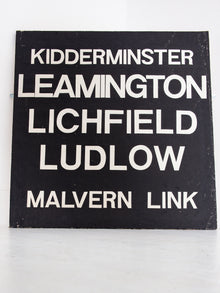 KIDDERMINSTER
LEAMINGTON
LICHFIELD
LUDLOW
MALVERN LINK